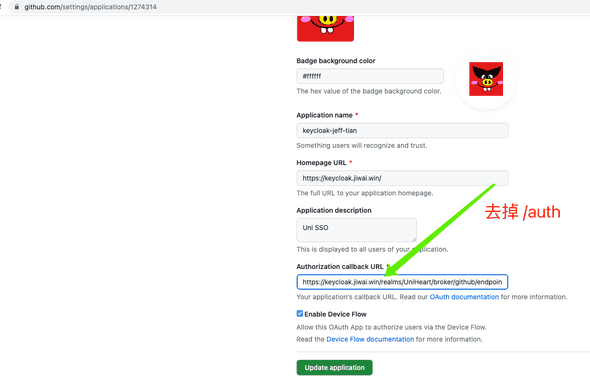 github.com/settings/applications/1274314
Badge background color
#ffffff
The hex value of the badge background color.
Application name *
keycloak-jeff-tian
Something users will recognize and trust.
Homepage URL *
https://keycloak.jiwai.win/
The full URL to your application homepage.
去掉 /auth
Application description
Uni SSO
This is displayed to all users of your application.
Authorization callback URL *
https://keycloak.jiwai.win/realms/UniHeart/broker/github/endpoin
Your application's callback URL. Read our OAuth documentation for more information.
Enable Device Flow
Allow this OAuth App to authorize users via the Device Flow.
Read the Device Flow documentation for more information.
Update application